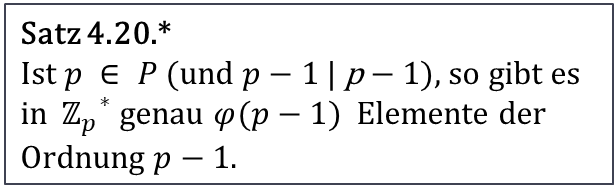 Satz 4.20.*
Ist p ∈ P (und p − 1 | p − 1), so gibt es
in ℤₚ* genau φ(p − 1) Elemente der
Ordnung p − 1.